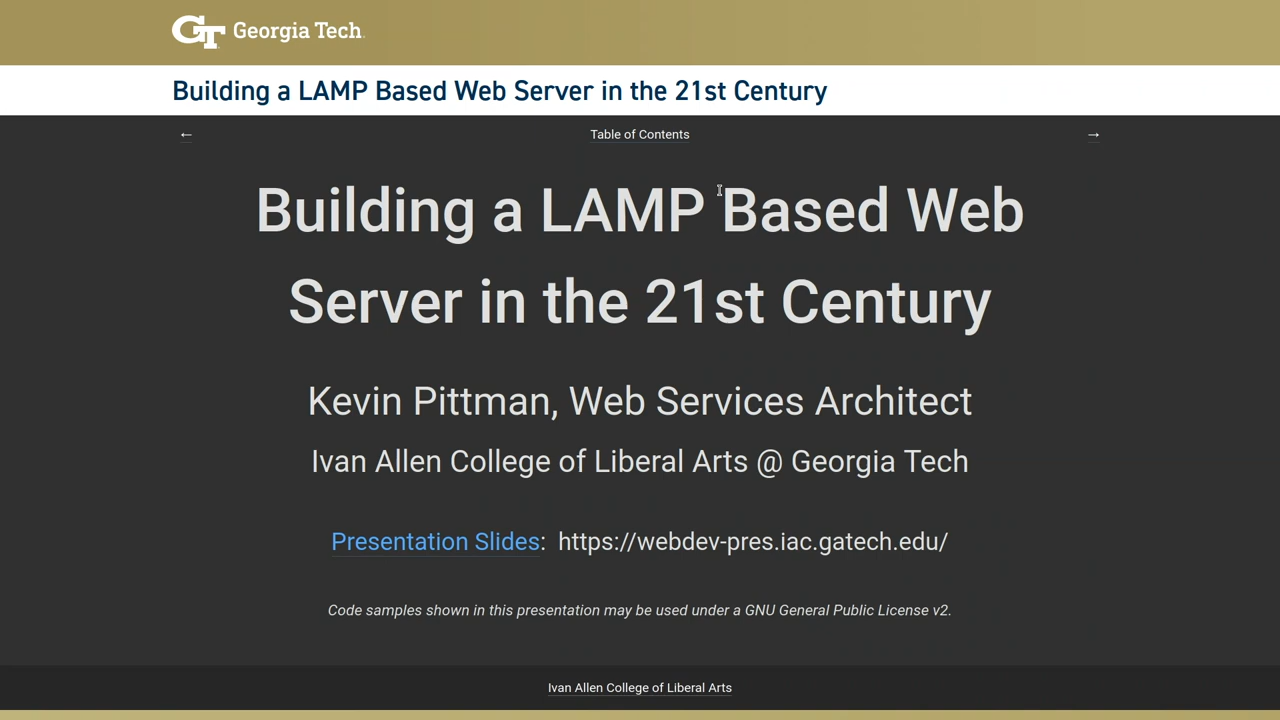 GT Georgia Tech.
Building a LAMP Based Web Server in the 21st Century
← Table of Contents →
Building a LAMP Based Web
Server in the 21st Century
Kevin Pittman, Web Services Architect
Ivan Allen College of Liberal Arts @ Georgia Tech
Presentation Slides: https://webdev-pres.iac.gatech.edu/
Code samples shown in this presentation may be used under a GNU General Public License v2.
Ivan Allen College of Liberal Arts